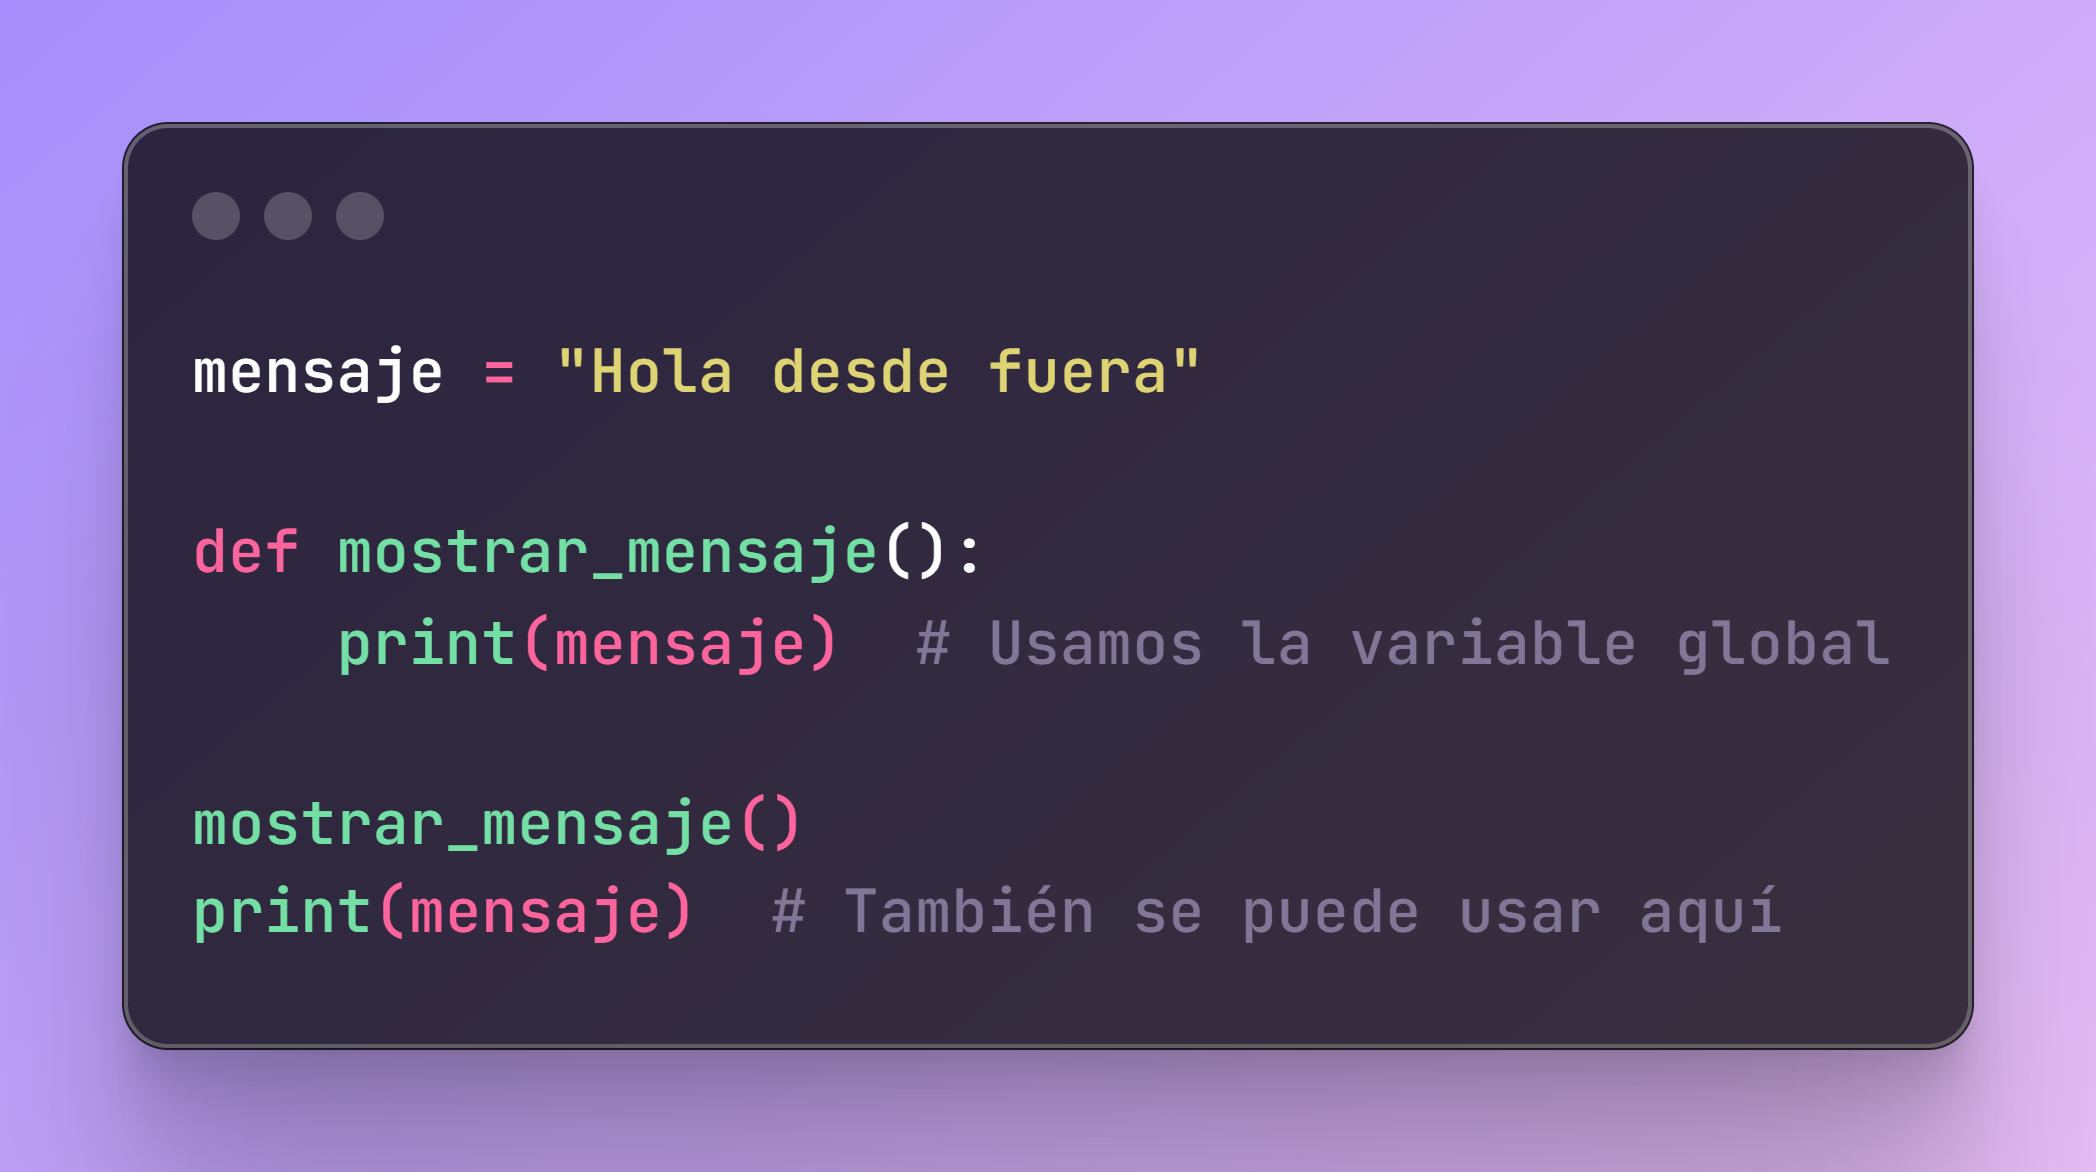 mensaje = "Hola desde fuera"
def mostrar_mensaje():
    print(mensaje)  # Usamos la variable global
mostrar_mensaje()
print(mensaje)  # También se puede usar aquí